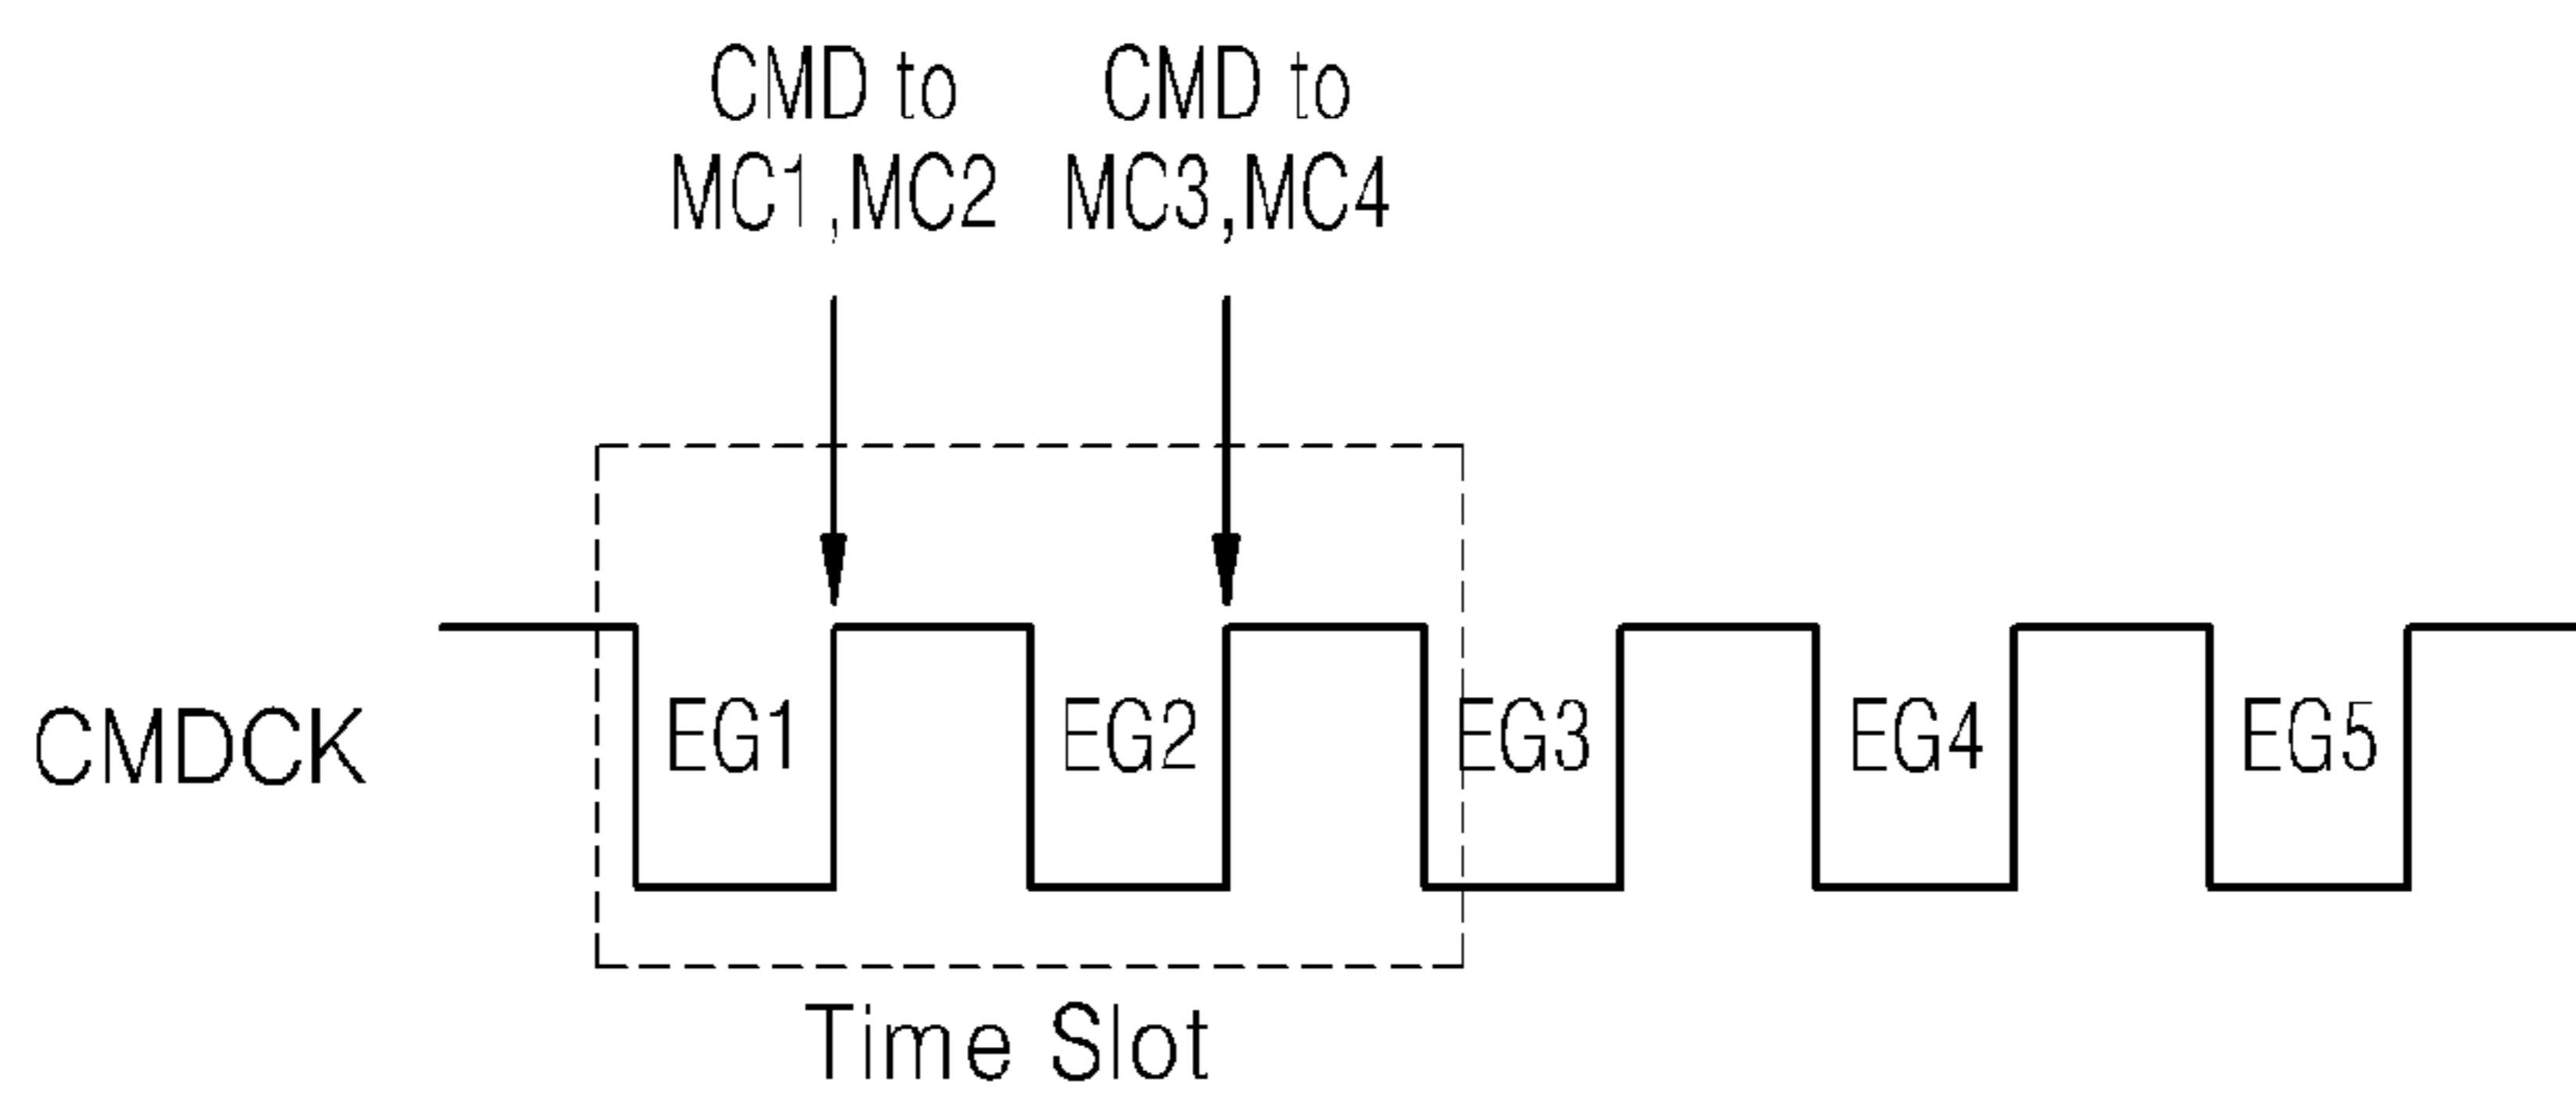 CMD to
MC1,MC2
CMD to
MC3,MC4
CMDCK
EG1
EG2
EG3
EG4
EG5
Time Slot